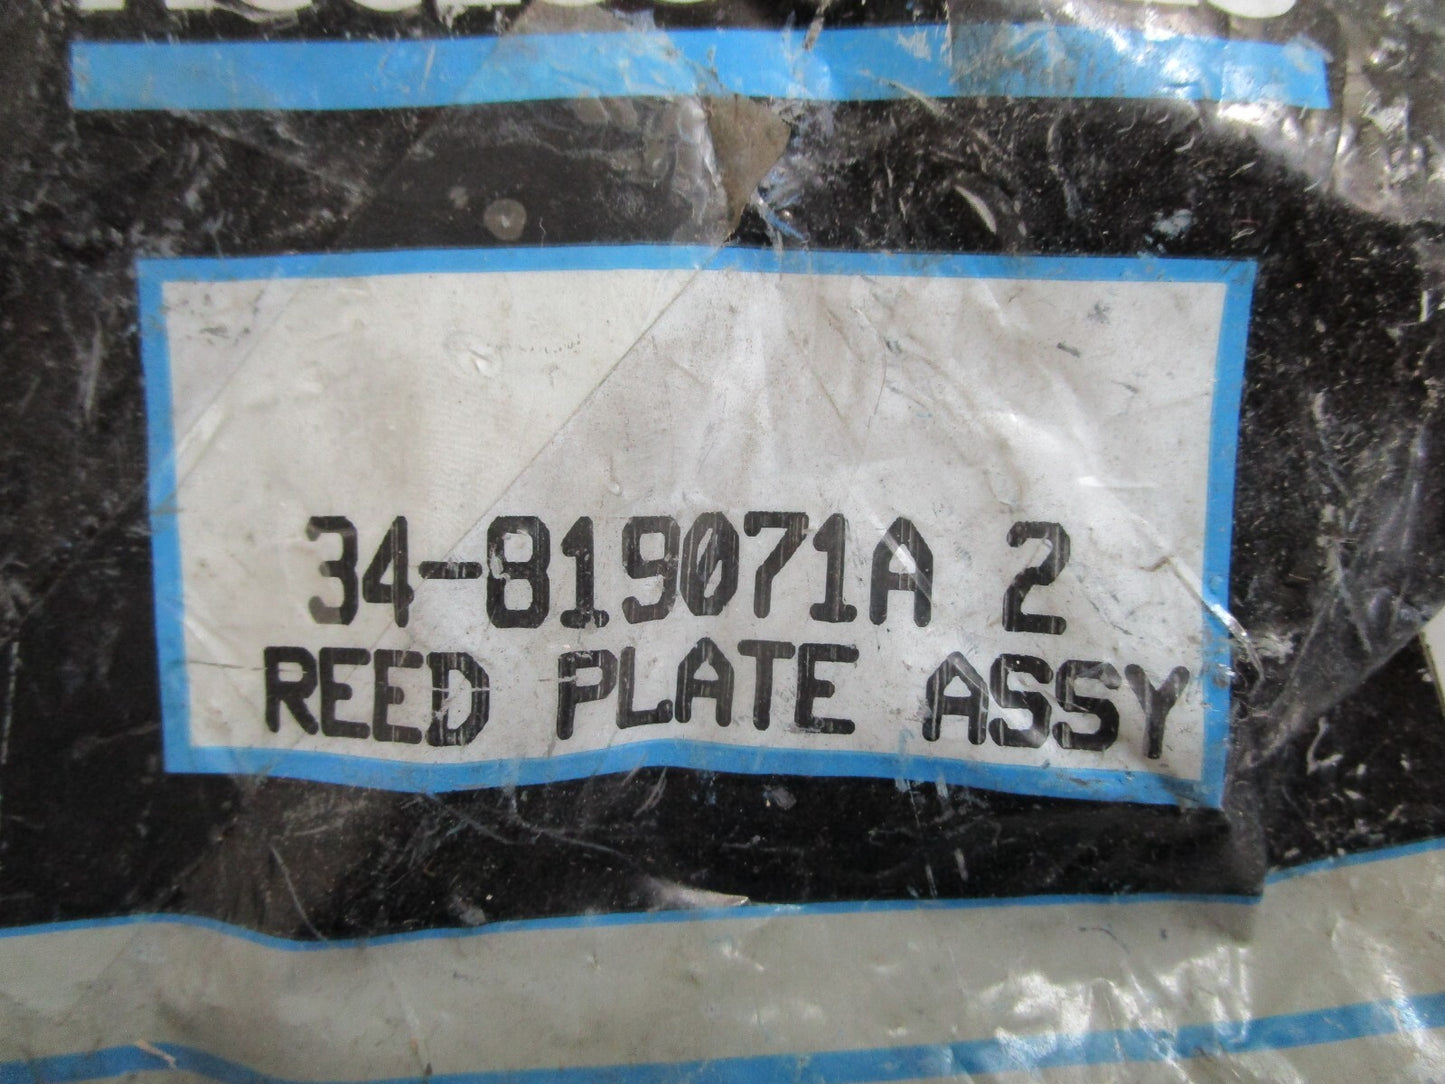 34-819071A 2
REED PLATE ASSY